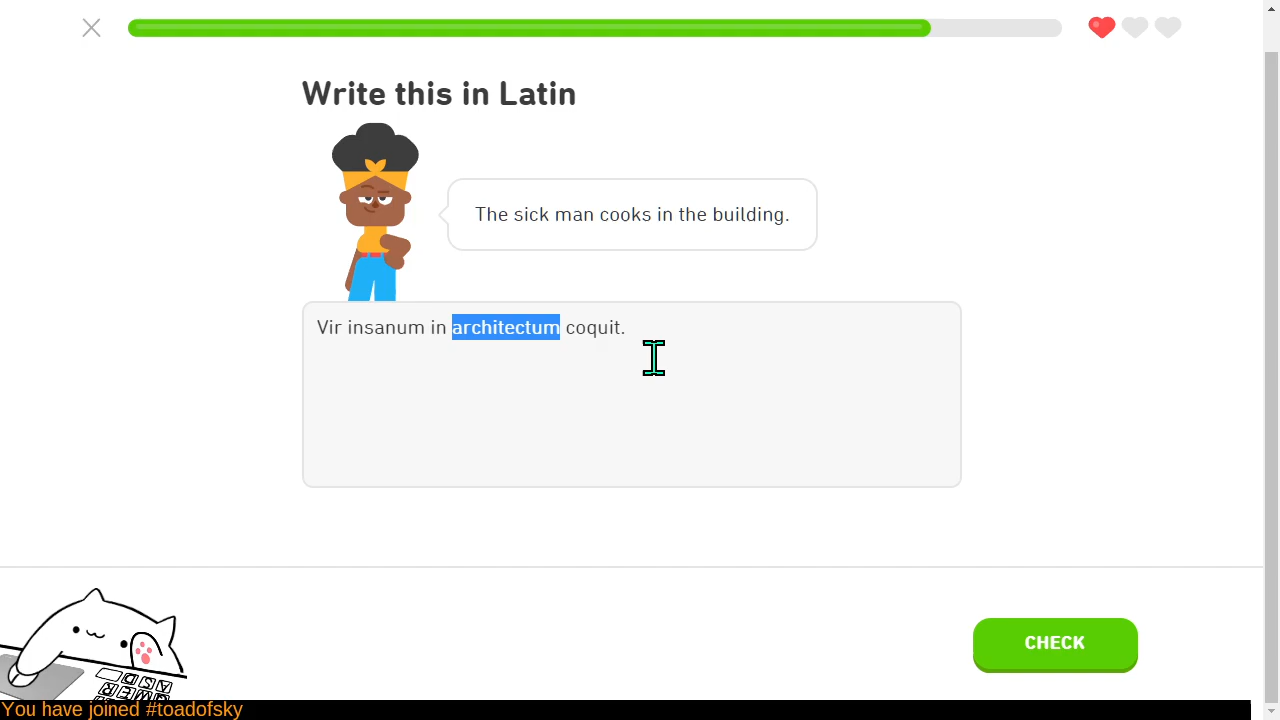 Write this in Latin
The sick man cooks in the building.
Vir insanum in architectum coquit.
CHECK
You have joined #toadofsky